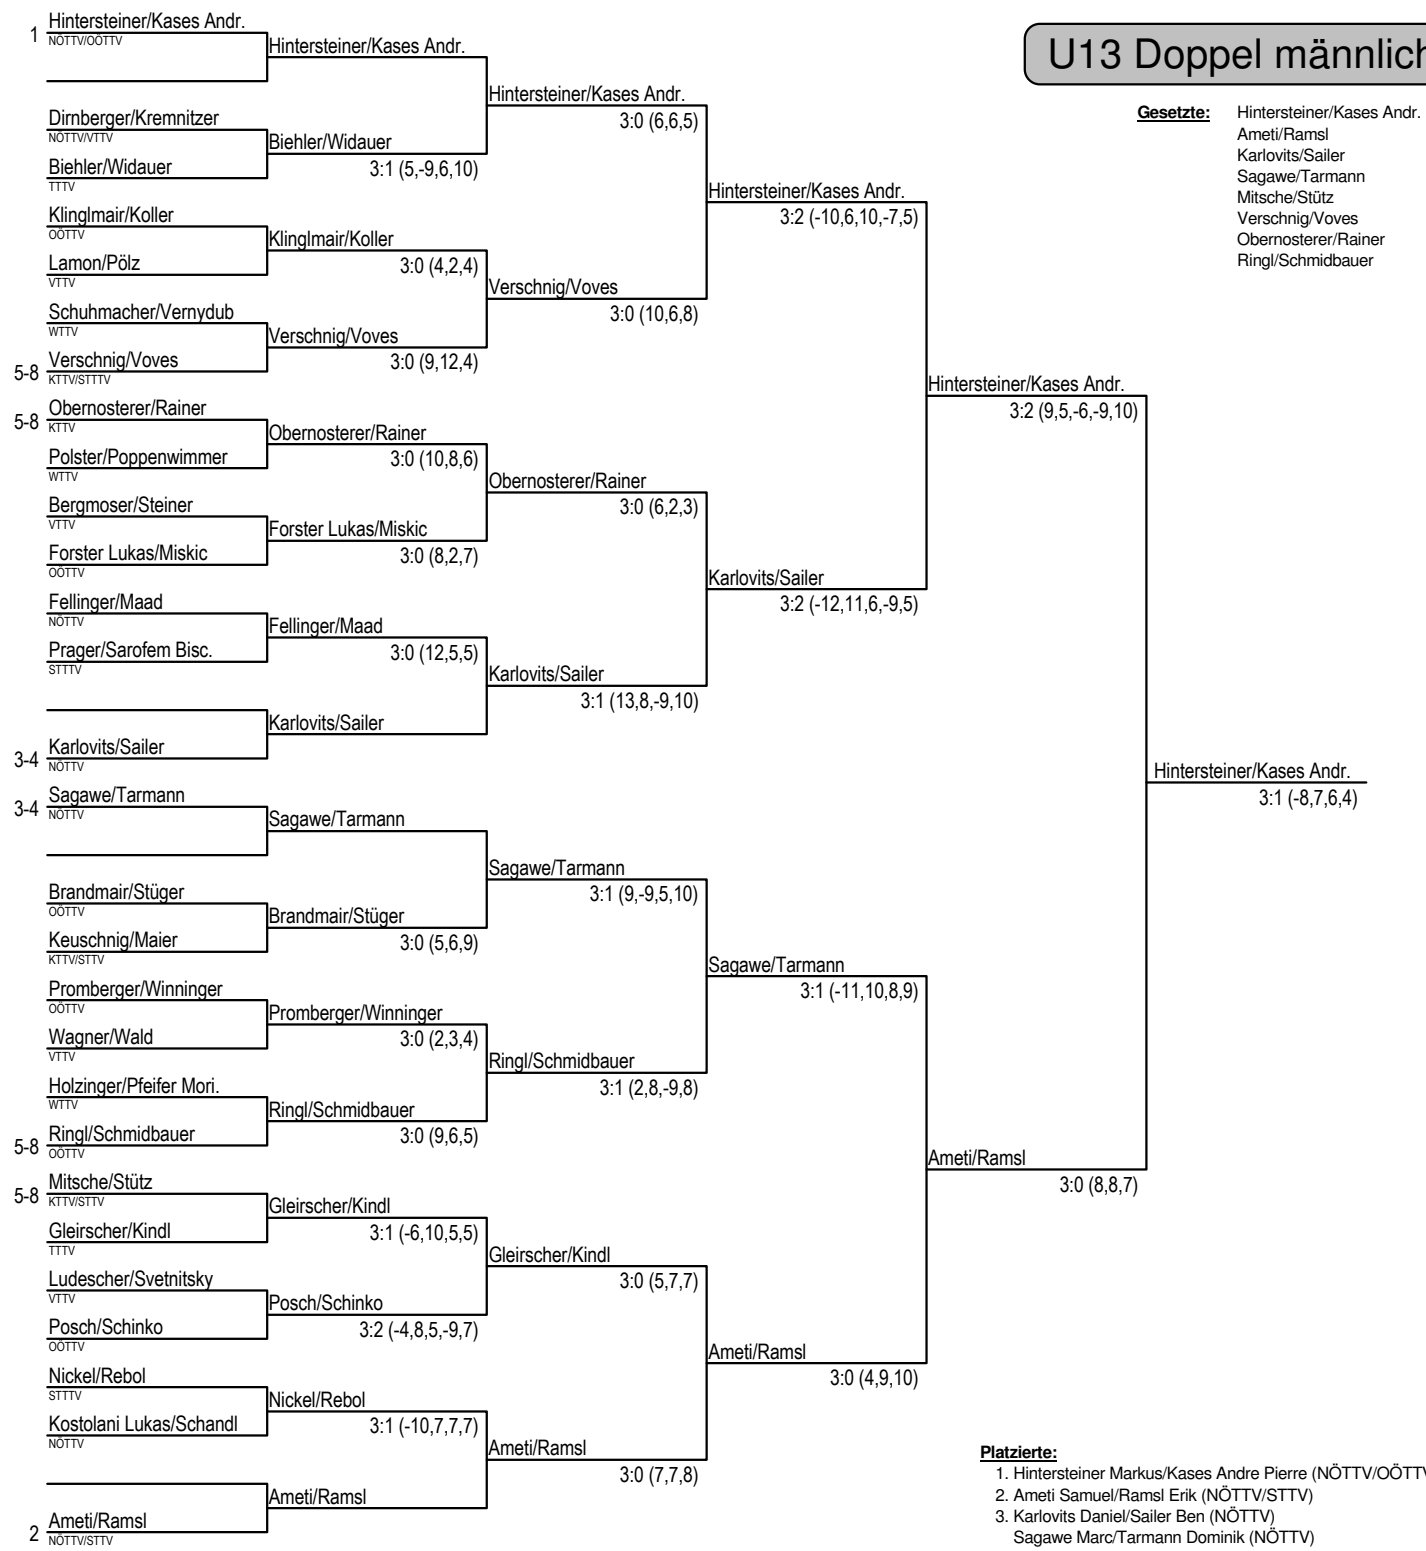 U13 Doppel männlich
Gesetzte:
Hintersteiner/Kases Andr.
Ameti/Ramsl
Karlovits/Sailer
Sagawe/Tarmann
Mitsche/Stütz
Verschnig/Voves
Obernosterer/Rainer
Ringl/Schmidbauer
1 Hintersteiner/Kases Andr.
NÖTTV/OÖTTV
Dirnberger/Kremnitzer
NÖTTV/VTTV
Biehler/Widauer
TTTV
Klinglmair/Koller
OÖTTV
Lamon/Pölz
VTTV
Schuhmacher/Vernydub
WTTV
5-8 Verschnig/Voves
KTTV/STTTV
5-8 Obernosterer/Rainer
KTTV
Polster/Poppenwimmer
WTTV
Bergmoser/Steiner
VTTV
Forster Lukas/Miskic
OÖTTV
Fellinger/Maad
NÖTTV
Prager/Sarofem Bisc.
STTTV
3-4 Karlovits/Sailer
NÖTTV
3-4 Sagawe/Tarmann
NÖTTV
Brandmair/Stüger
OÖTTV
Keuschnig/Maier
KTTV/STTV
Promberger/Winninger
OÖTTV
Wagner/Wald
VTTV
Holzinger/Pfeifer Mori.
WTTV
5-8 Ringl/Schmidbauer
OÖTTV
5-8 Mitsche/Stütz
KTTV/STTV
Gleirscher/Kindl
TTTV
Ludescher/Svetnitsky
VTTV
Posch/Schinko
OÖTTV
Nickel/Rebol
STTTV
Kostolani Lukas/Schandl
NÖTTV
2 Ameti/Ramsl
NÖTTV/STTV
Hintersteiner/Kases Andr.
Biehler/Widauer
3:1 (5,-9,6,10)
Klinglmair/Koller
3:0 (4,2,4)
Verschnig/Voves
3:0 (9,12,4)
Obernosterer/Rainer
3:0 (10,8,6)
Forster Lukas/Miskic
3:0 (8,2,7)
Fellinger/Maad
3:0 (12,5,5)
Karlovits/Sailer
Sagawe/Tarmann
Brandmair/Stüger
3:0 (5,6,9)
Promberger/Winninger
3:0 (2,3,4)
Ringl/Schmidbauer
3:0 (9,6,5)
Gleirscher/Kindl
3:1 (-6,10,5,5)
Posch/Schinko
3:2 (-4,8,5,-9,7)
Nickel/Rebol
3:1 (-10,7,7,7)
Ameti/Ramsl
Hintersteiner/Kases Andr.
3:0 (6,6,5)
Verschnig/Voves
3:0 (10,6,8)
Obernosterer/Rainer
3:0 (6,2,3)
Karlovits/Sailer
3:1 (13,8,-9,10)
Sagawe/Tarmann
3:1 (9,-9,5,10)
Ringl/Schmidbauer
3:1 (2,8,-9,8)
Gleirscher/Kindl
3:0 (5,7,7)
Ameti/Ramsl
3:0 (7,7,8)
Hintersteiner/Kases Andr.
3:2 (-10,6,10,-7,5)
Karlovits/Sailer
3:2 (-12,11,6,-9,5)
Sagawe/Tarmann
3:1 (-11,10,8,9)
Ameti/Ramsl
3:0 (4,9,10)
Hintersteiner/Kases Andr.
3:2 (9,5,-6,-9,10)
Ameti/Ramsl
3:0 (8,8,7)
Hintersteiner/Kases Andr.
3:1 (-8,7,6,4)
Platzierte:
1. Hintersteiner Markus/Kases Andre Pierre (NÖTTV/OÖTTV
2. Ameti Samuel/Ramsl Erik (NÖTTV/STTV)
3. Karlovits Daniel/Sailer Ben (NÖTTV)
Sagawe Marc/Tarmann Dominik (NÖTTV)